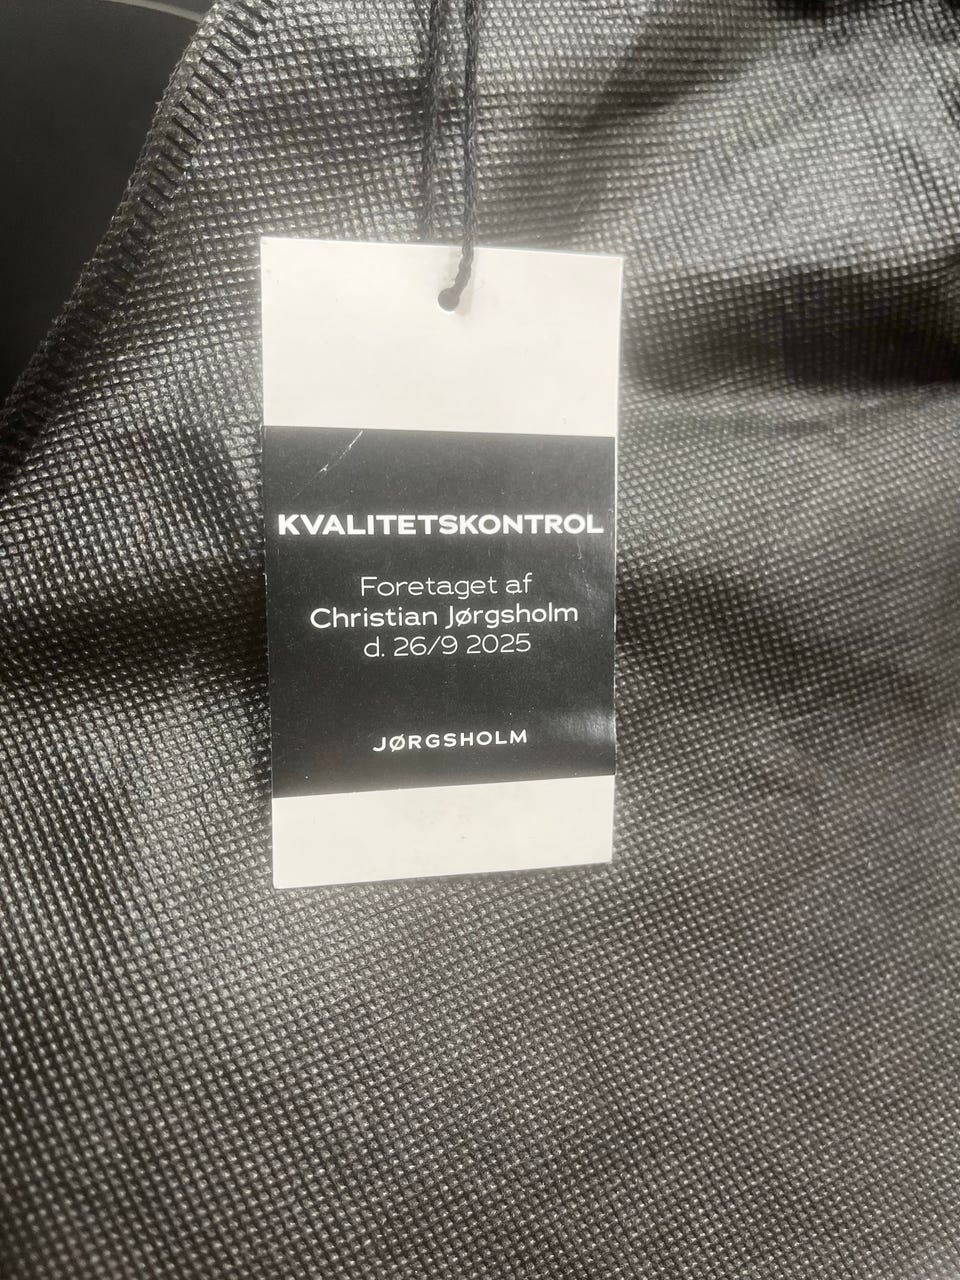 KVALITETSKONTROL
Foretaget af
Christian Jørgsholm
d. 26/9 2025
JØRGSHOLM